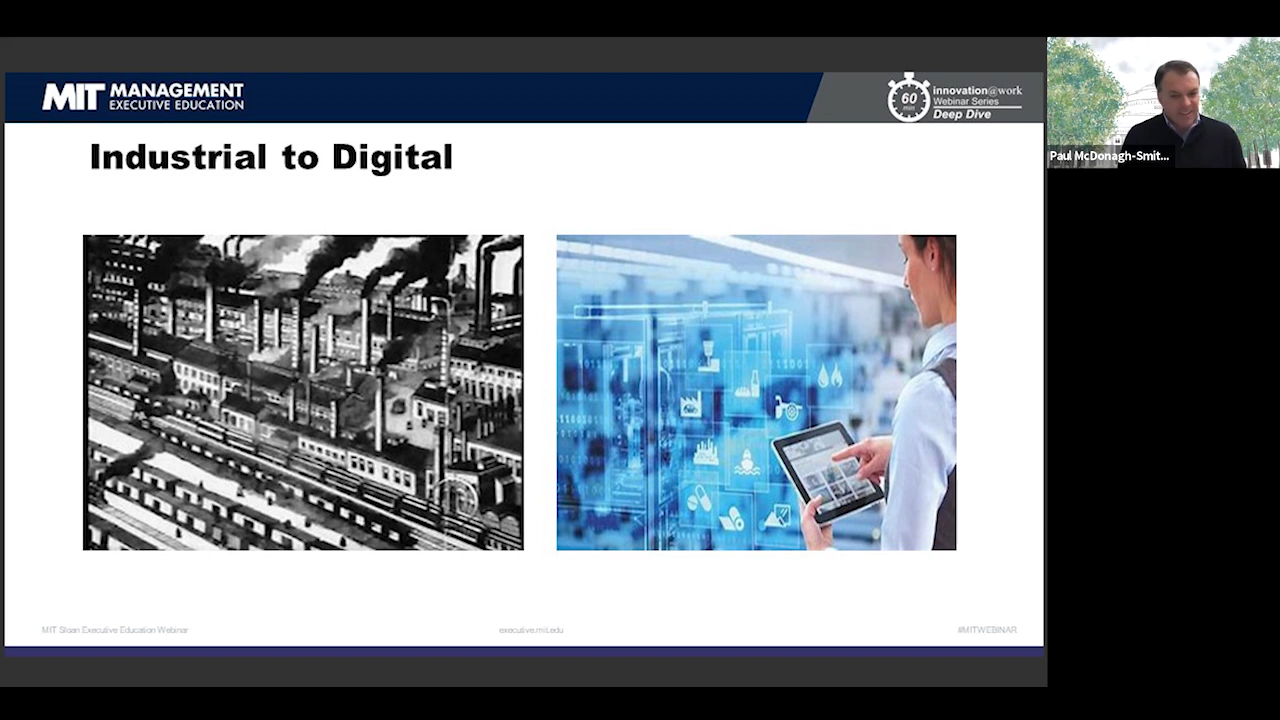 MIT MANAGEMENT
EXECUTIVE EDUCATION
60
min
innovation@work
Webinar Series
Deep Dive
Paul McDonagh-Smit...
Industrial to Digital
MIT Sloan Executive Education Webinar
executive.mit.edu
#MITWEBINAR